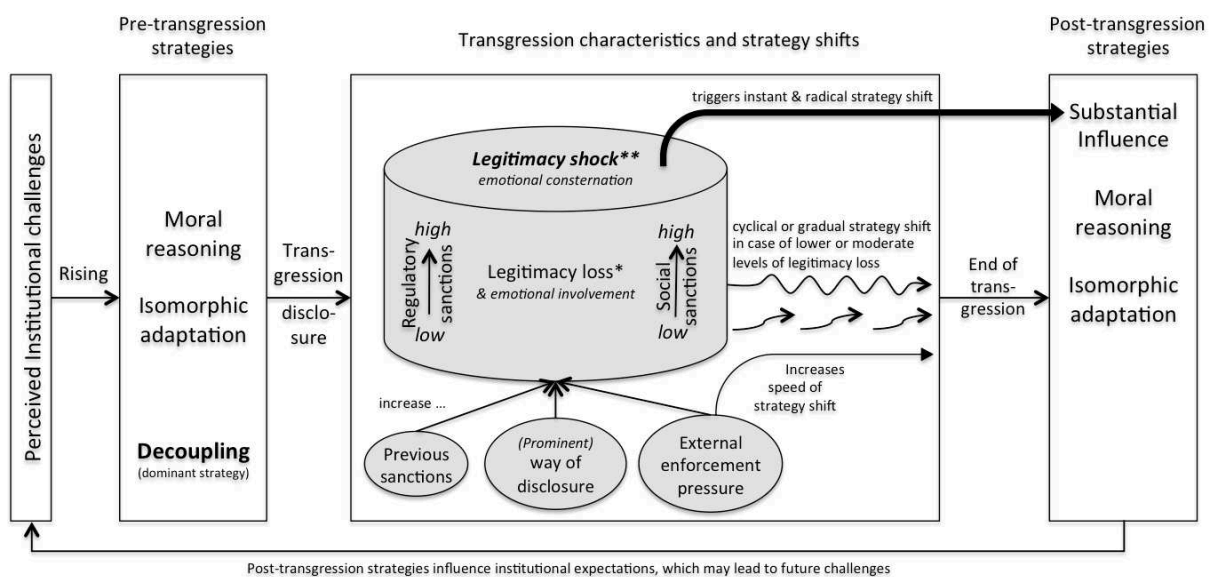 Pre-transgression
strategies
Transgression characteristics and strategy shifts
Post-transgression
strategies
Perceived Institutional challenges
Rising
Moral
reasoning
Isomorphic
adaptation
Decoupling
(dominant strategy)
Trans-
gression
disclo-
sure
triggers instant & radical strategy shift
Legitimacy shock**
emotional consternation
Regulatory
sanctions
high
low
Legitimacy loss*
& emotional involvement
Social
sanctions
high
low
cyclical or gradual strategy shift
in case of lower or moderate
levels of legitimacy loss
Increases
speed of
strategy shift
increase ...
Previous
sanctions
(Prominent)
way of
disclosure
External
enforcement
pressure
End of
trans-
gression
Substantial
Influence
Moral
reasoning
Isomorphic
adaptation
Post-transgression strategies influence institutional expectations, which may lead to future challenges